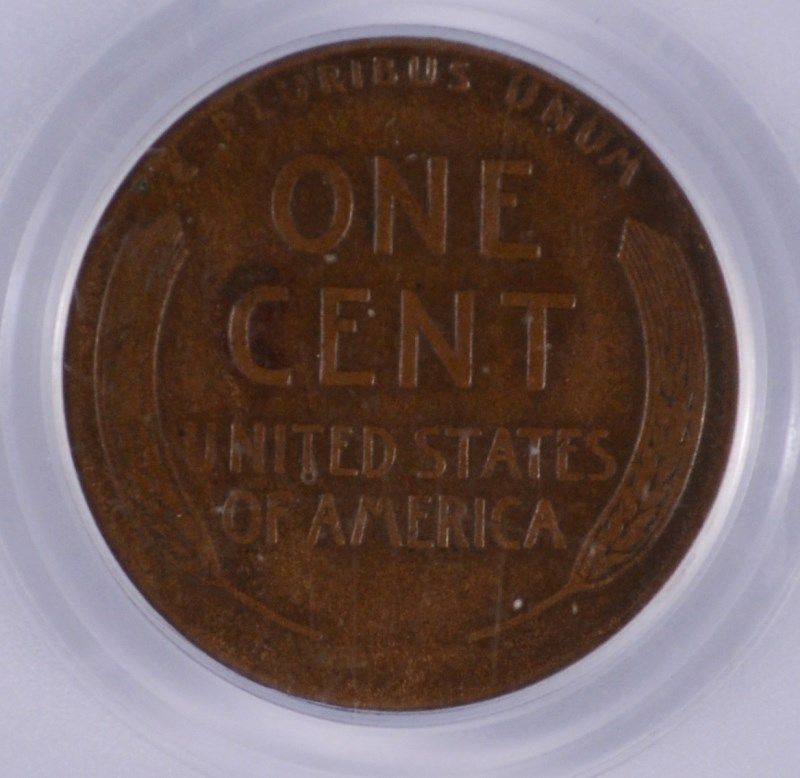 E PLURIBUS UNUM
ONE
CENT
UNITED STATES
OF AMERICA